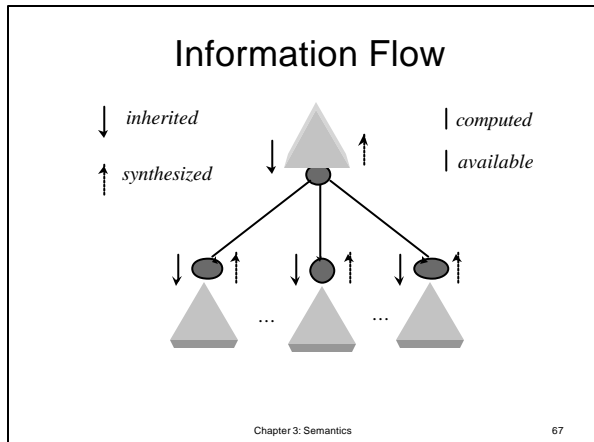 Information Flow
inherited
computed
synthesized
available
... ...
Chapter 3: Semantics 67